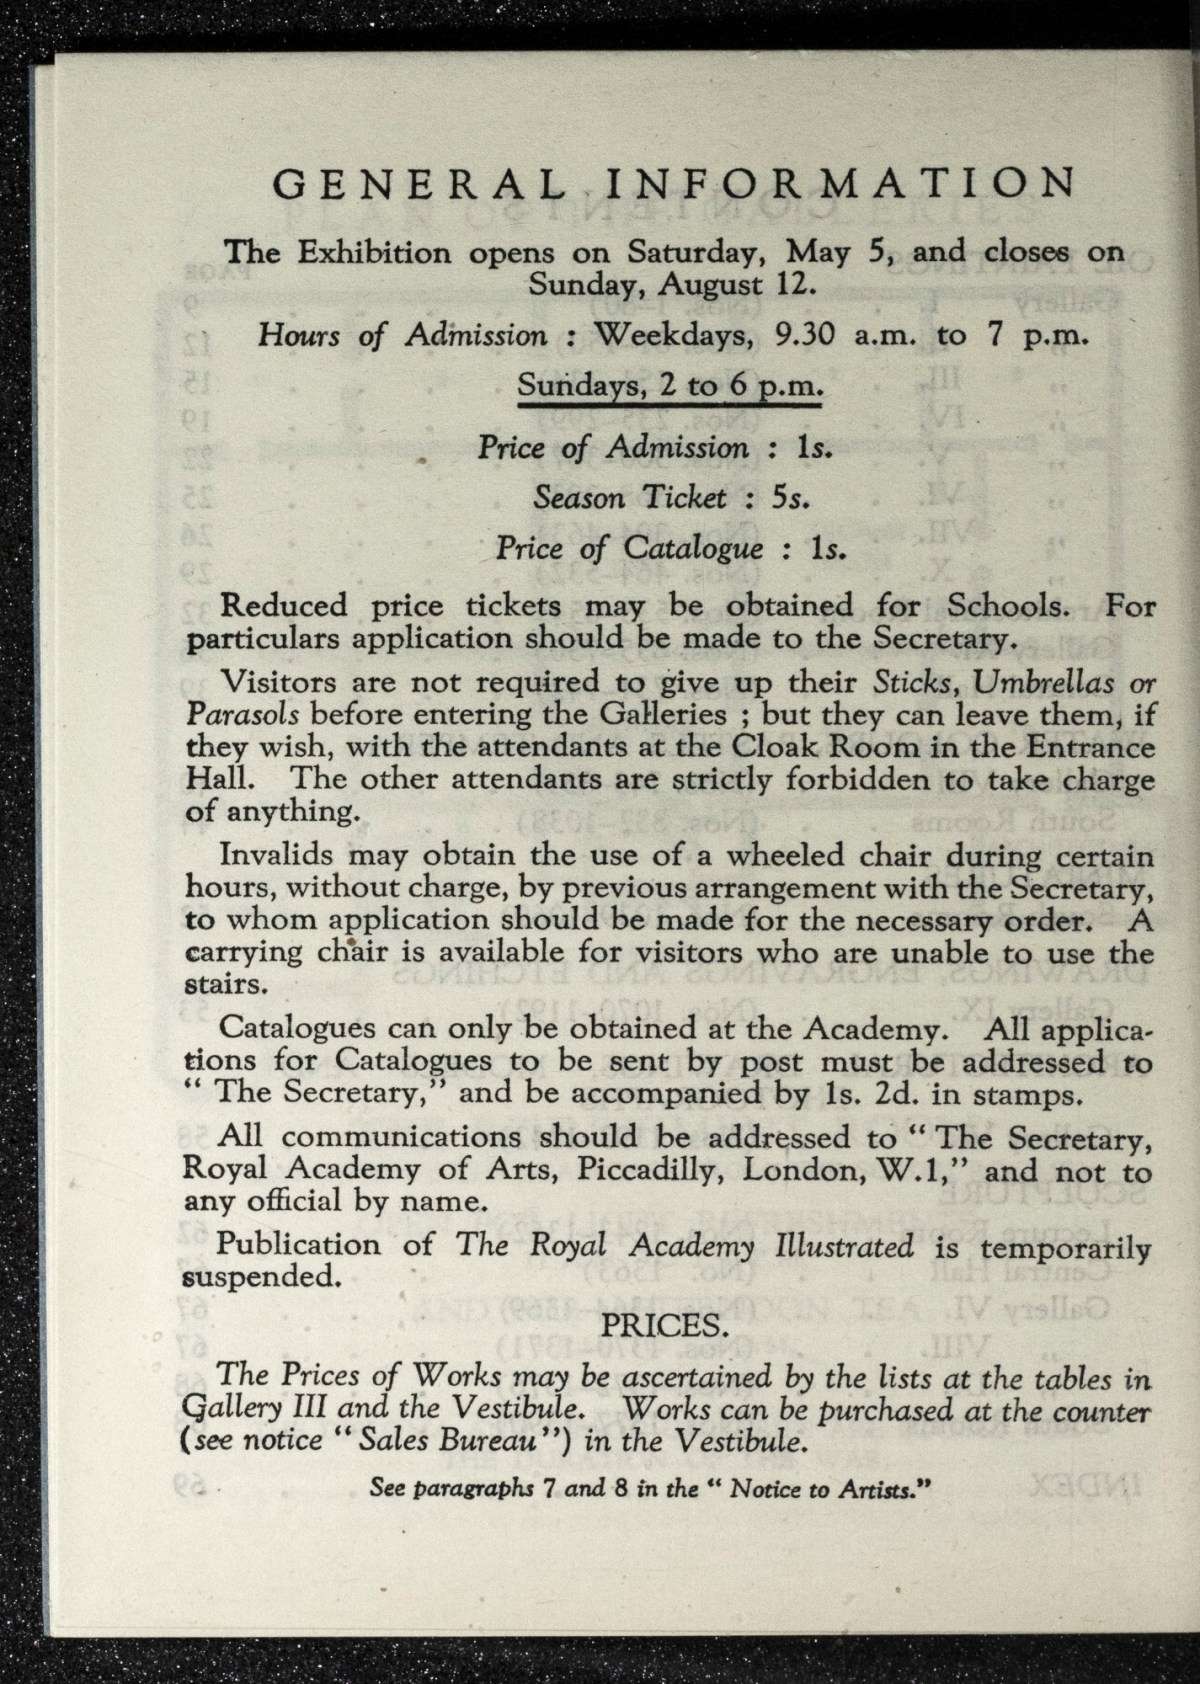 GENERAL INFORMATION
The Exhibition opens on Saturday, May 5, and closes on
Sunday, August 12.
Hours of Admission : Weekdays, 9.30 a.m. to 7 p.m.
Sundays, 2 to 6 p.m.
Price of Admission : 1s.
Season Ticket : 5s.
Price of Catalogue : 1s.
Reduced price tickets may be obtained for Schools. For
particulars application should be made to the Secretary.
Visitors are not required to give up their Sticks, Umbrellas or
Parasols before entering the Galleries ; but they can leave them, if
they wish, with the attendants at the Cloak Room in the Entrance
Hall. The other attendants are strictly forbidden to take charge
of anything.
Invalids may obtain the use of a wheeled chair during certain
hours, without charge, by previous arrangement with the Secretary,
to whom application should be made for the necessary order. A
carrying chair is available for visitors who are unable to use the
stairs.
Catalogues can only be obtained at the Academy. All applica-
tions for Catalogues to be sent by post must be addressed to
“ The Secretary,” and be accompanied by 1s. 2d. in stamps.
All communications should be addressed to “ The Secretary,
Royal Academy of Arts, Piccadilly, London, W.1,” and not to
any official by name.
Publication of The Royal Academy Illustrated is temporarily
suspended.
PRICES.
The Prices of Works may be ascertained by the lists at the tables in
Gallery III and the Vestibule. Works can be purchased at the counter
(see notice “ Sales Bureau”) in the Vestibule.
See paragraphs 7 and 8 in the “ Notice to Artists.”